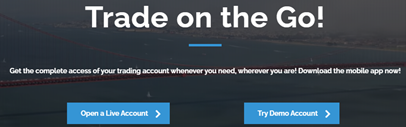 Trade on the Go!
Get the complete access of your trading account whenever you need, wherever you are! Download the mobile app now!
Open a Live Account
Try Demo Account